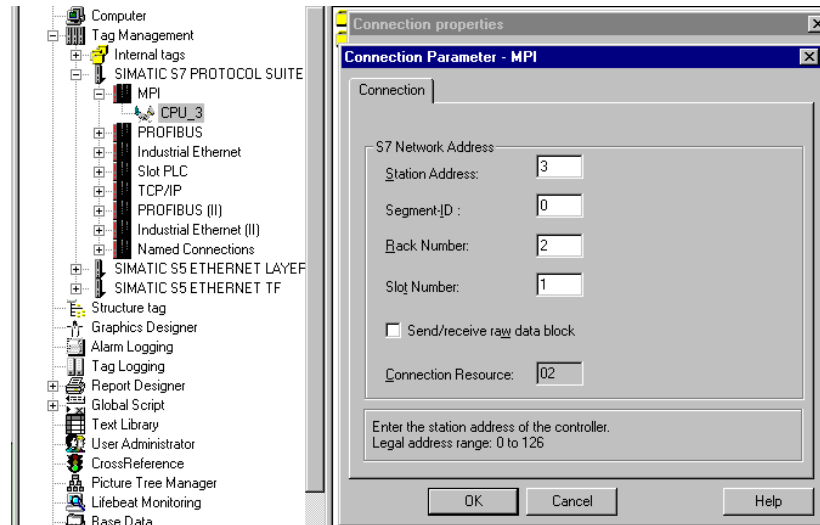 Computer
Tag Management
Internal tags
SIMATIC S7 PROTOCOL SUITE
MPI
CPU_3
PROFIBUS
Industrial Ethernet
Slot PLC
TCP/IP
PROFIBUS (II)
Industrial Ethernet (II)
Named Connections
SIMATIC S5 ETHERNET LAYER
SIMATIC S5 ETHERNET TF
Structure tag
Graphics Designer
Alarm Logging
Tag Logging
Report Designer
Global Script
Text Library
User Administrator
CrossReference
Picture Tree Manager
Lifebeat Monitoring
Base Data
Connection properties
Connection Parameter - MPI
Connection
S7 Network Address
Station Address: 3
Segment-ID : 0
Rack Number: 2
Slot Number: 1
Send/receive raw data block
Connection Resource: 02
Enter the station address of the controller.
Legal address range: 0 to 126
OK Cancel Help